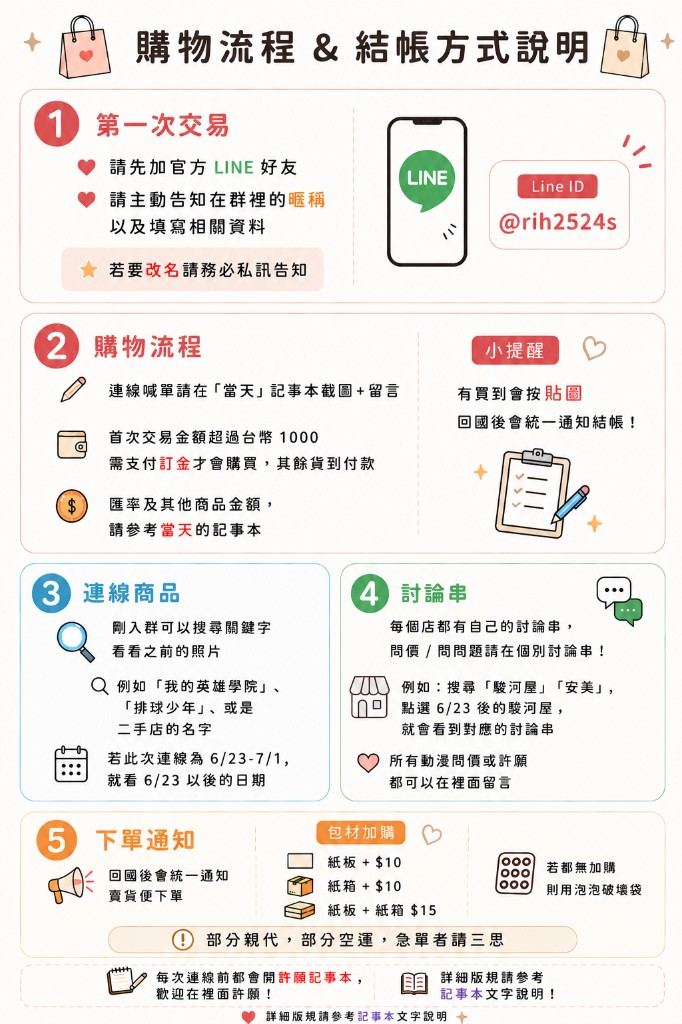 購物流程 & 結帳方式說明
1 第一次交易
請先加官方 LINE 好友
請主動告知在群裡的暱稱
以及填寫相關資料
若要改名請務必私訊告知
LINE
Line ID
@rih2524s
2 購物流程
連線喊單請在「當天」記事本截圖+留言
首次交易金額超過台幣 1000
需支付訂金才會購買，其餘貨到付款
$
匯率及其他商品金額，
請參考當天的記事本
小提醒
有買到會按貼圖
回國後會統一通知結帳！
3 連線商品
剛入群可以搜尋關鍵字
看看之前的照片
例如「我的英雄學院」、
「排球少年」、或是
二手店的名字
若此次連線為 6/23-7/1，
就看 6/23 以後的日期
4 討論串
每個店都有自己的討論串，
問價 / 問問題請在個別討論串！
例如：搜尋「駿河屋」「安美」，
點選 6/23 後的駿河屋，
就會看到對應的討論串
所有動漫問價或許願
都可以在裡面留言
5 下單通知
回國後會統一通知
賣貨便下單
包材加購
紙板 + $10
紙箱 + $10
紙板 + 紙箱 $15
若都無加購
則用泡泡破壞袋
部分親代，部分空運，急單者請三思
每次連線前都會開許願記事本，
歡迎在裡面許願！
詳細版規請參考
記事本文字說明！
詳細版規請參考記事本文字說明